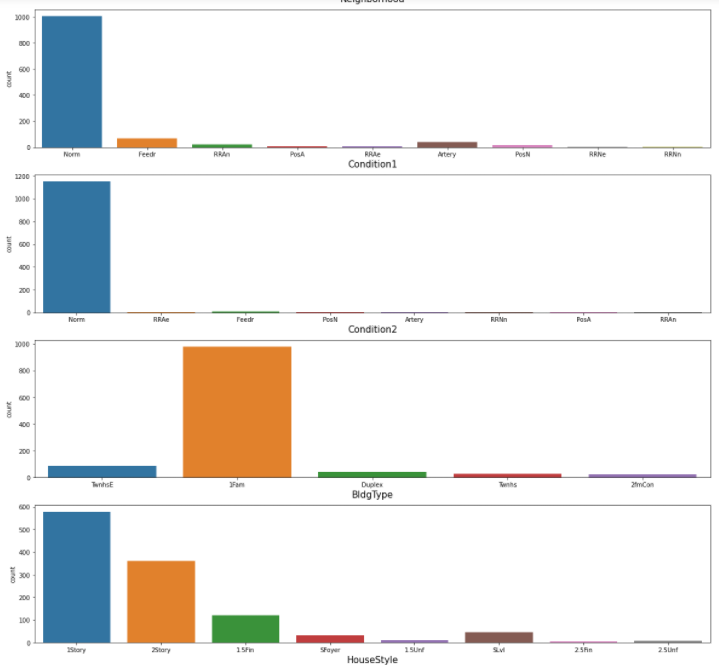 Neighborhood
1000
800
600
400
200
0
count
Norm Feedr RRAn PosA RRAe Artery PosN RRNe RRNn
Condition1
1200
1000
800
600
400
200
0
count
Norm RRAe Feedr PosN Artery RRNn PosA RRAn
Condition2
1000
800
600
400
200
0
count
TwnhsE 1Fam Duplex Twnhs 2fmCon
BldgType
600
500
400
300
200
100
0
count
1Story 2Story 1.5Fin SFoyer 1.5Unf SLvl 2.5Fin 2.5Unf
HouseStyle